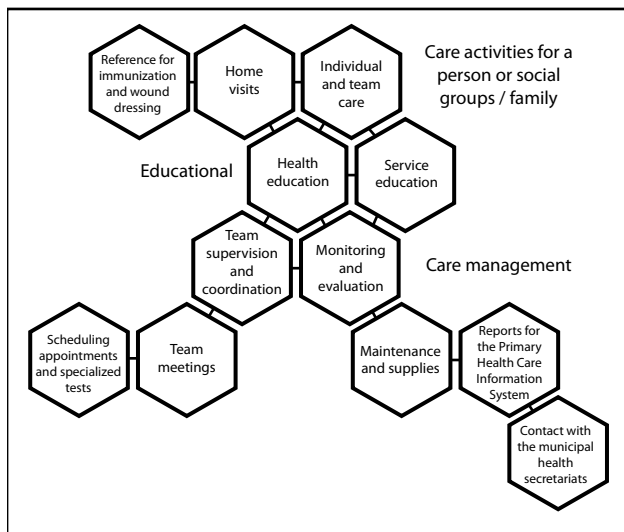 Reference for
immunization
and wound
dressing
Home
visits
Individual
and team
care
Care activities for a
person or social
groups / family
Educational
Health
education
Service
education
Team
supervision
and
coordination
Monitoring
and
evaluation
Care management
Scheduling
appointments
and specialized
tests
Team
meetings
Maintenance
and supplies
Reports for
the Primary
Health Care
Information
System
Contact with
the municipal
health
secretariats